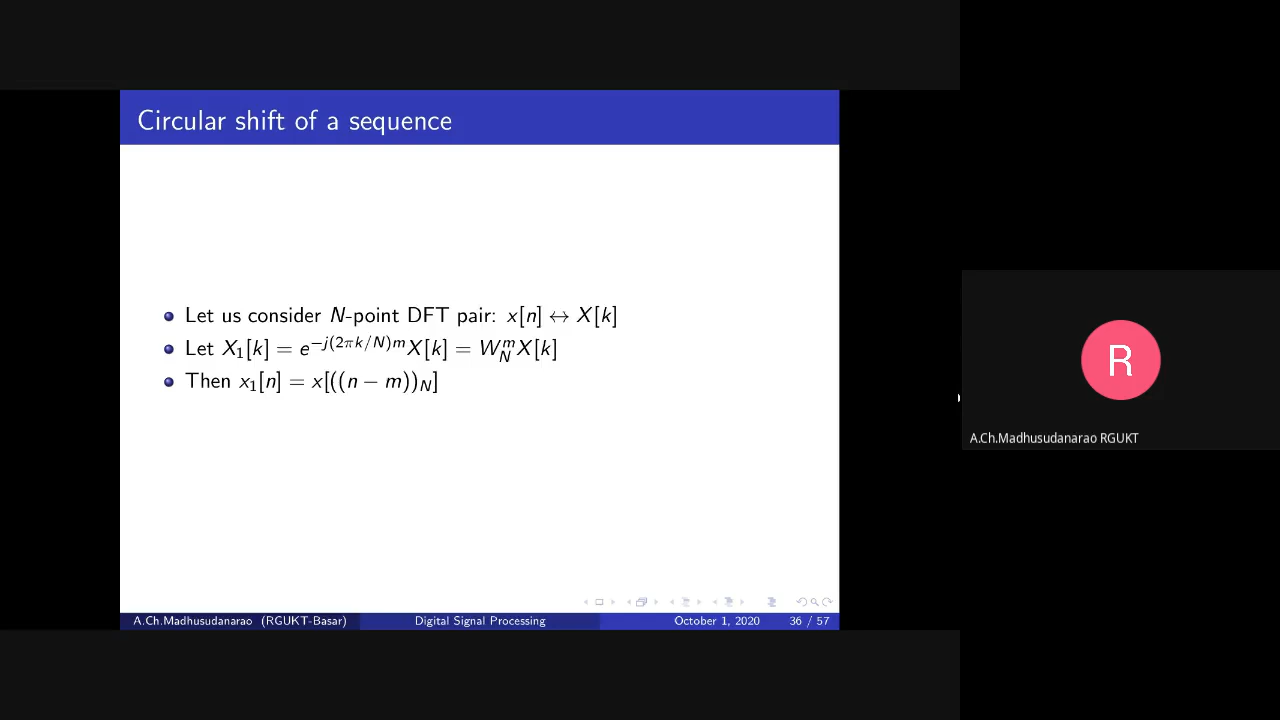 Circular shift of a sequence
Let us consider N-point DFT pair: x[n] ↔ X[k]
Let X₁[k] = e^{−j(2πk/N)m}X[k] = W_N^m X[k]
Then x₁[n] = x[((n − m))_N]
A.Ch.Madhusudanarao (RGUKT-Basar) Digital Signal Processing October 1, 2020 36 / 57
R
A.Ch.Madhusudanarao RGUKT